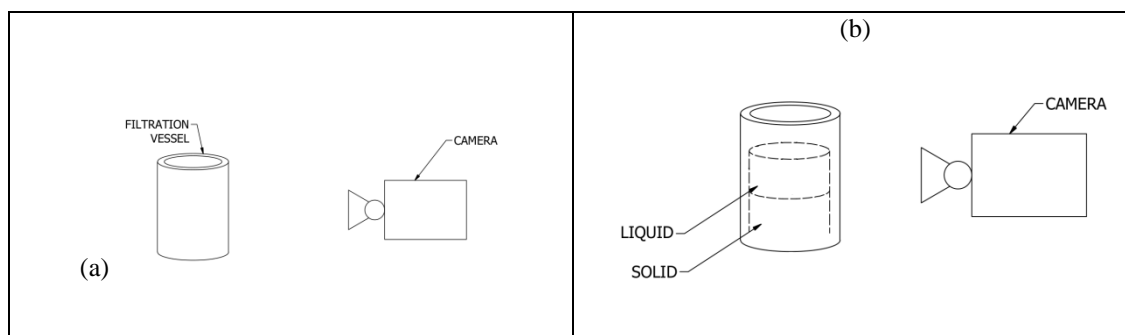 FILTRATION
VESSEL
CAMERA
(a)
(b)
CAMERA
LIQUID
SOLID